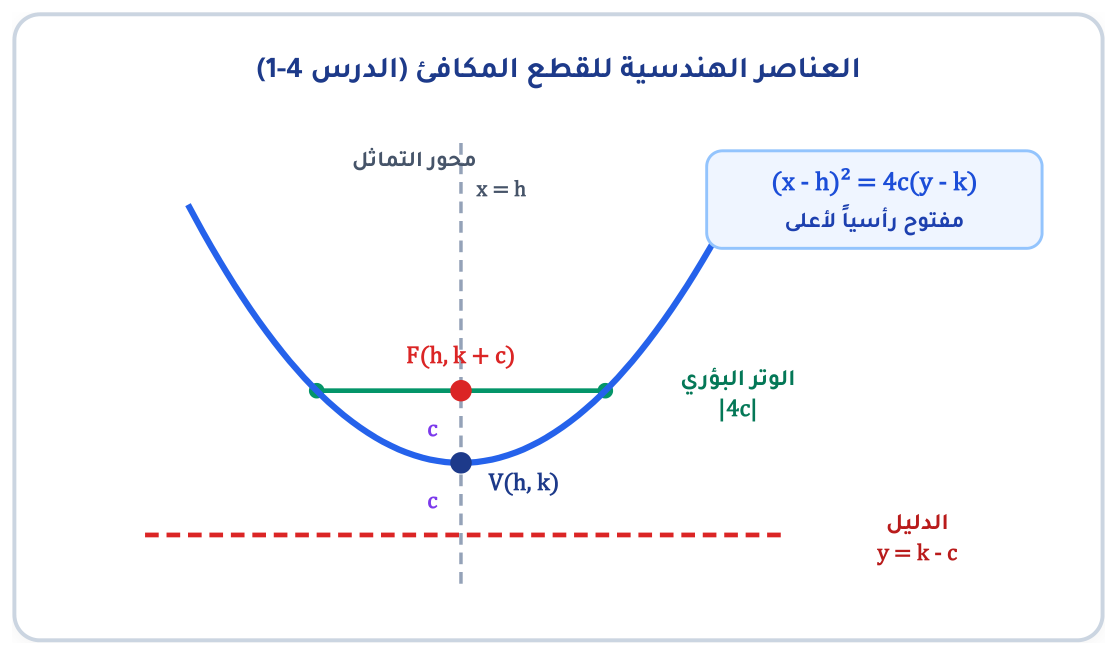 العناصر الهندسية للقطع المكافئ (الدرس 4-1)
محور التماثل
x = h
(x - h)² = 4c(y - k)
مفتوح رأسياً لأعلى
F(h, k + c)
الوتر البؤري
|4c|
c
V(h, k)
c
الدليل
y = k - c